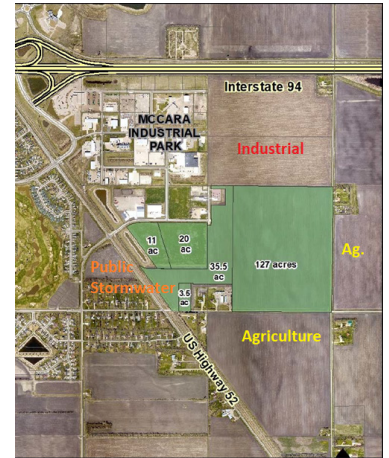 Interstate 94
MCCARA
INDUSTRIAL
PARK
Industrial
11
ac
20
ac
Ag.
Public
Stormwater
35.5
ac
127 acres
3.5
ac
Agriculture
US Highway 52